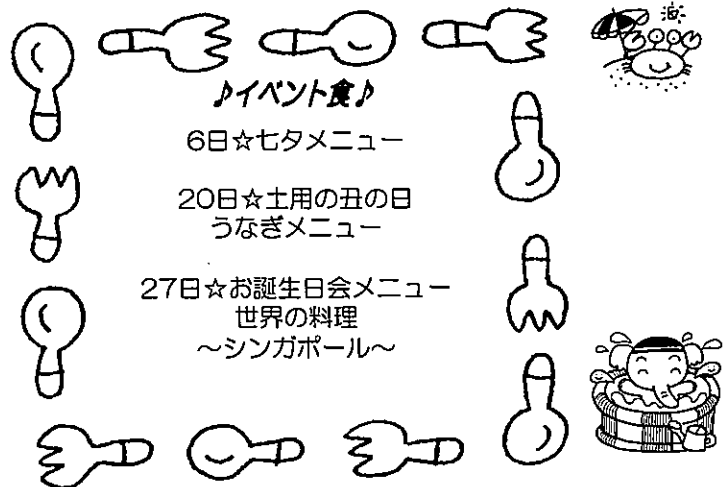 ♪イベント食♪
6日☆七夕メニュー
20日☆土用の丑の日
うなぎメニュー
27日☆お誕生日会メニュー
世界の料理
～シンガポール～